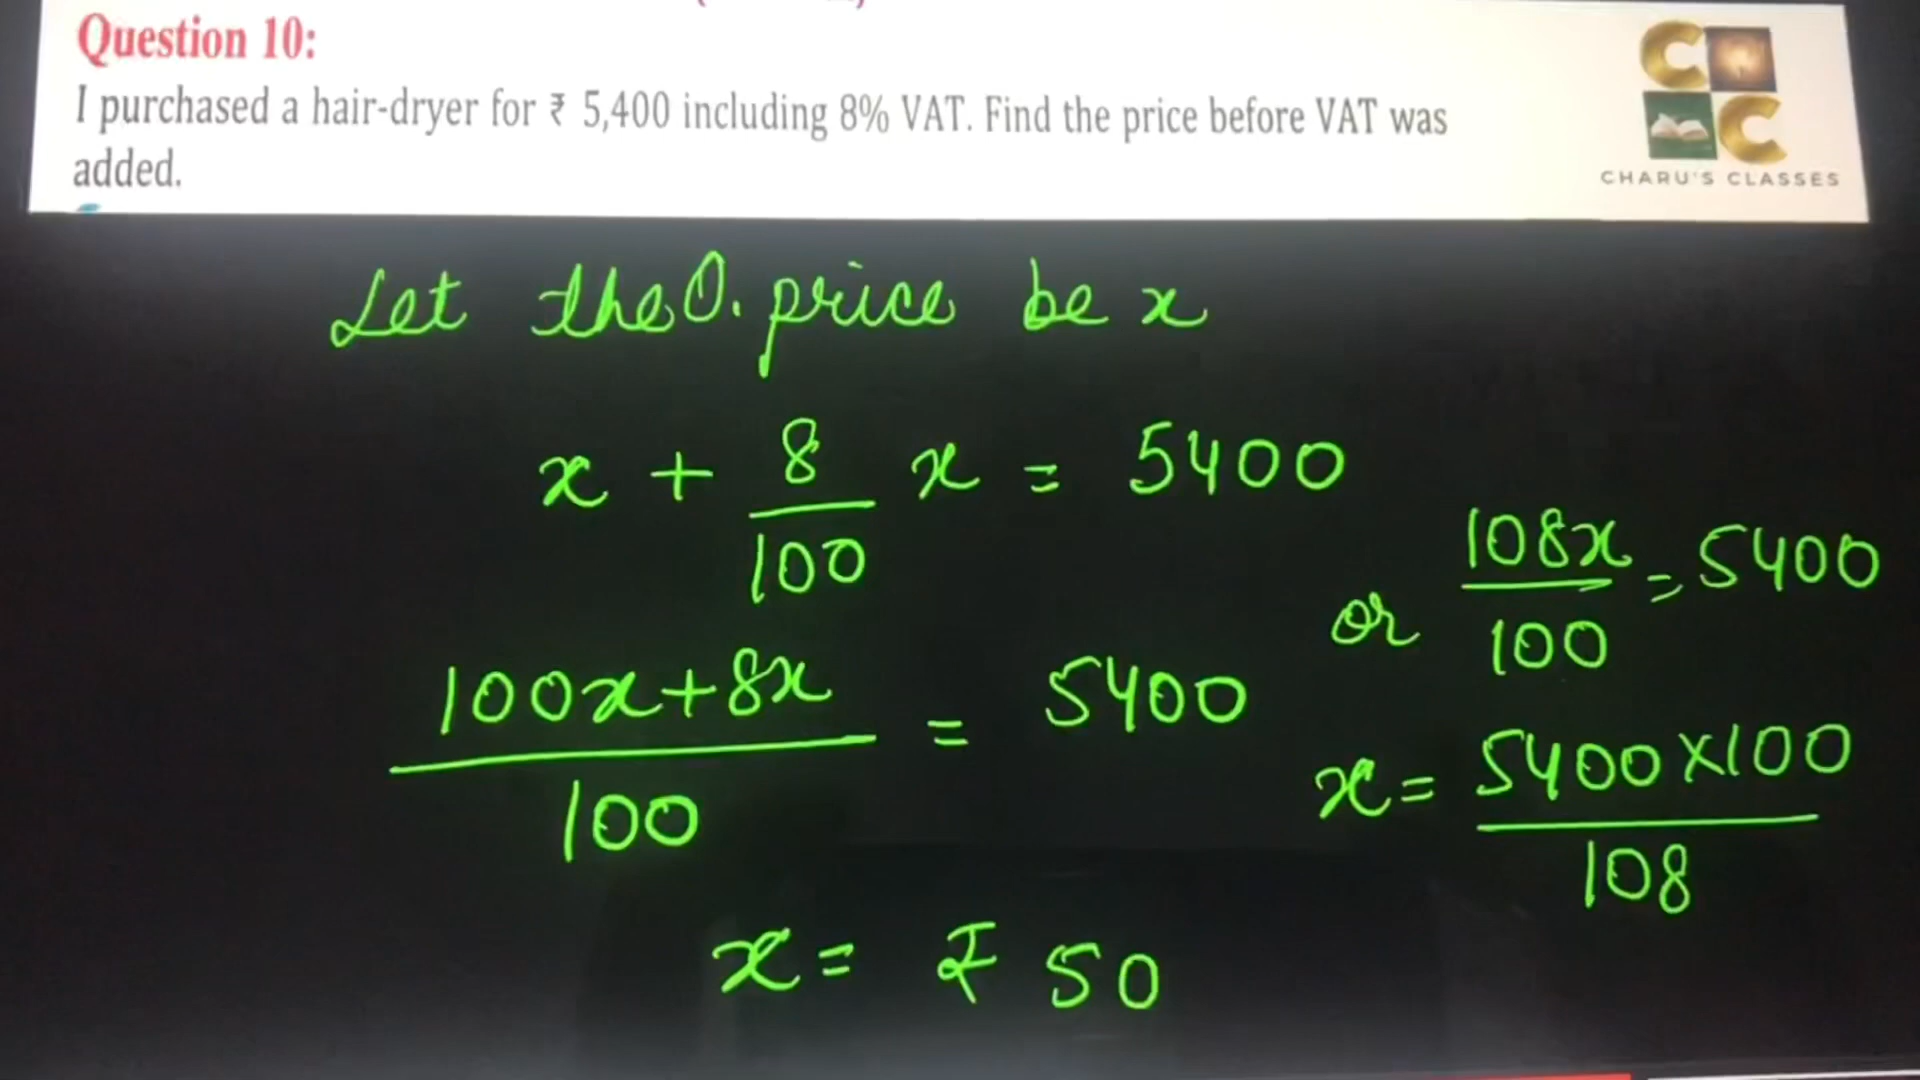 Question 10:
I purchased a hair-dryer for ₹ 5,400 including 8% VAT. Find the price before VAT was
added.
C
C
CHARU'S CLASSES
Let the O. price be x
x + 8/100 x = 5400
100x+8x/100 = 5400
or 108x/100 = 5400
x = 5400×100/108
x = ₹ 50